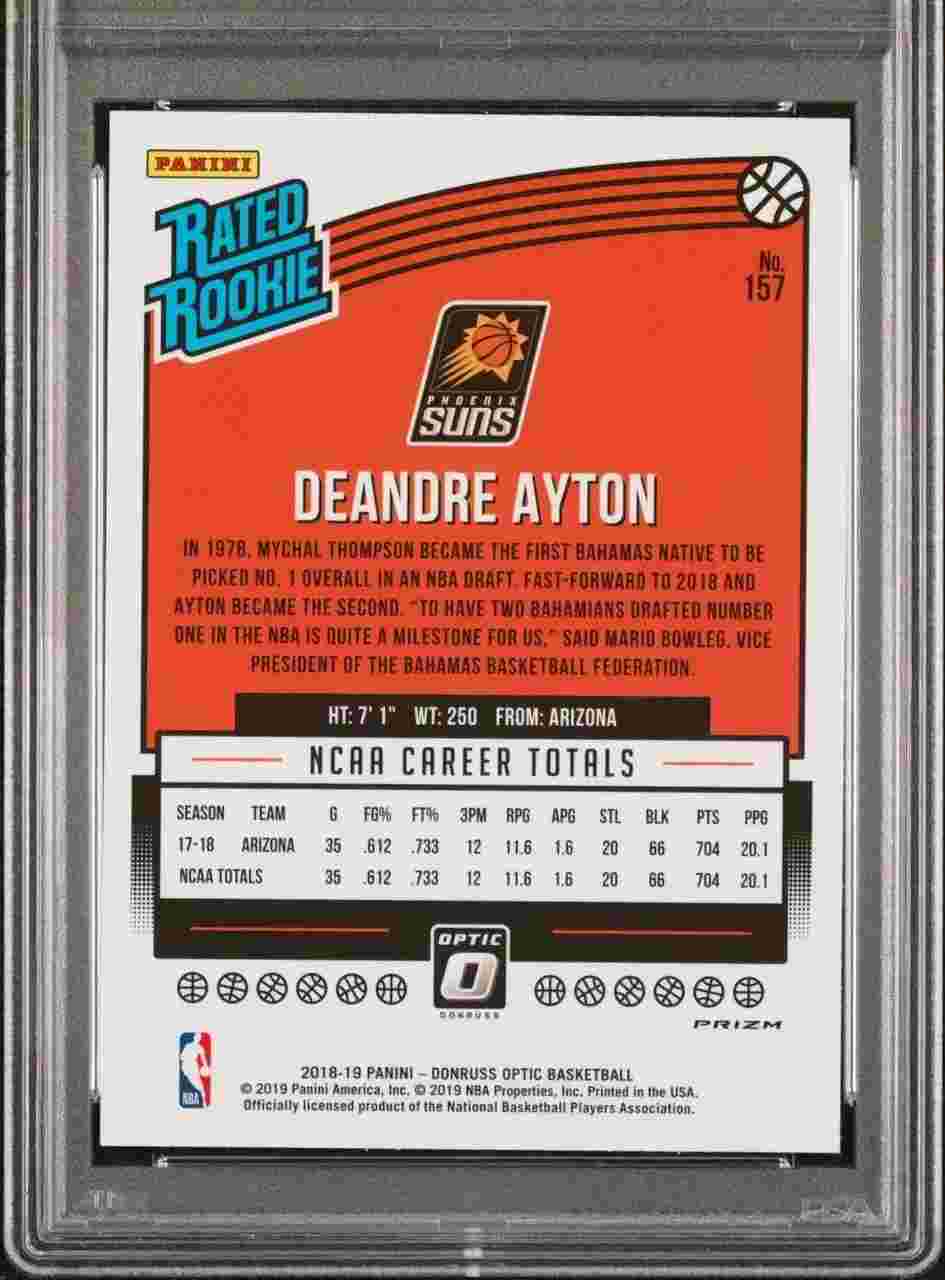 PANINI
RATED
ROOKIE
No.
157
PHOENIX
SUNS
DEANDRE AYTON
IN 1978, MYCHAL THOMPSON BECAME THE FIRST BAHAMAS NATIVE TO BE
PICKED NO. 1 OVERALL IN AN NBA DRAFT. FAST-FORWARD TO 2018 AND
AYTON BECAME THE SECOND. "TO HAVE TWO BAHAMIANS DRAFTED NUMBER
ONE IN THE NBA IS QUITE A MILESTONE FOR US," SAID MARIO BOWLEG, VICE
PRESIDENT OF THE BAHAMAS BASKETBALL FEDERATION.
HT: 7' 1" WT: 250 FROM: ARIZONA
NCAA CAREER TOTALS
SEASON TEAM G FG% FT% 3PM RPG APG STL BLK PTS PPG
17-18 ARIZONA 35 .612 .733 12 11.6 1.6 20 66 704 20.1
NCAA TOTALS 35 .612 .733 12 11.6 1.6 20 66 704 20.1
OPTIC
O
DONRUSS
PRIZM
NBA
2018-19 PANINI – DONRUSS OPTIC BASKETBALL
© 2019 Panini America, Inc. © 2019 NBA Properties, Inc. Printed in the USA.
Officially licensed product of the National Basketball Players Association.
PSA